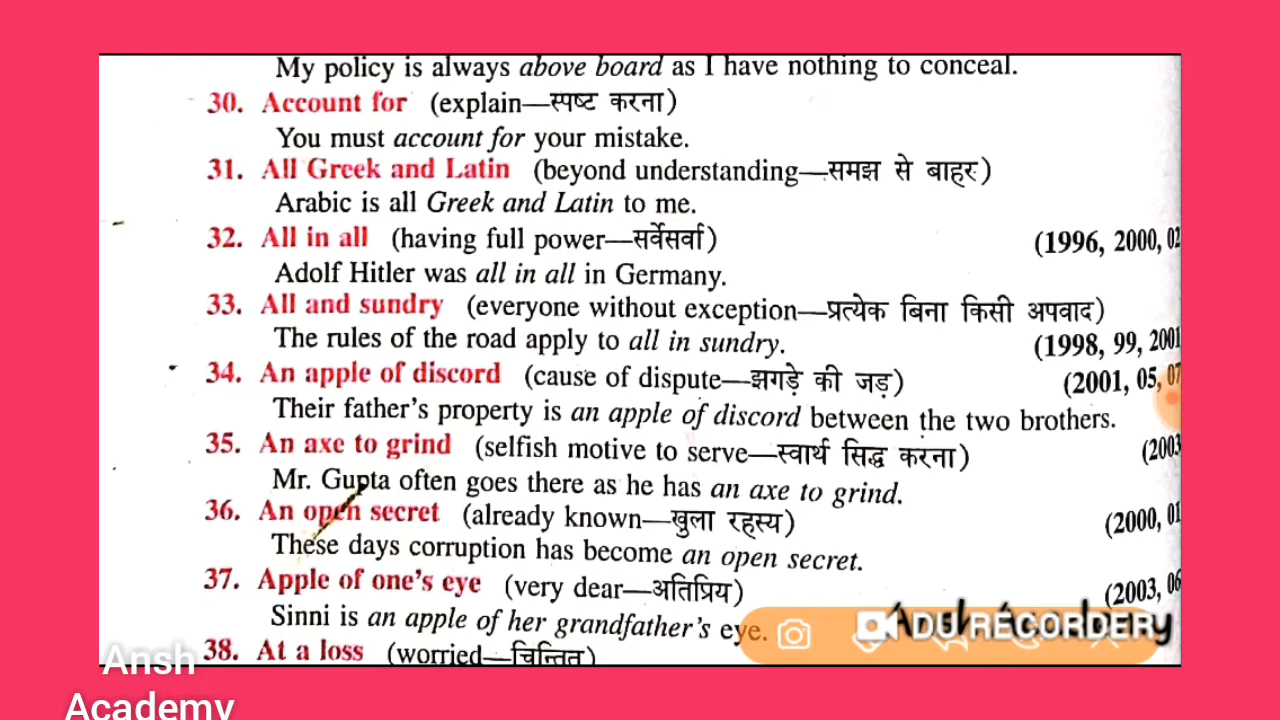 My policy is always above board as I have nothing to conceal.
30. Account for (explain—स्पष्ट करना)
You must account for your mistake.
31. All Greek and Latin (beyond understanding—समझ से बाहर)
Arabic is all Greek and Latin to me.
32. All in all (having full power—सर्वेसर्वा) (1996, 2000, 02
Adolf Hitler was all in all in Germany.
33. All and sundry (everyone without exception—प्रत्येक बिना किसी अपवाद)
The rules of the road apply to all in sundry. (1998, 99, 2001
34. An apple of discord (cause of dispute—झगड़े की जड़) (2001, 05, 07
Their father's property is an apple of discord between the two brothers.
35. An axe to grind (selfish motive to serve—स्वार्थ सिद्ध करना) (2003
Mr. Gupta often goes there as he has an axe to grind.
36. An open secret (already known—खुला रहस्य) (2000, 01
These days corruption has become an open secret.
37. Apple of one's eye (very dear—अतिप्रिय) (2003, 06
Sinni is an apple of her grandfather's eye.
Ansh Academy
DU RECORDER
38. At a loss (worried—चिन्तित)
Ansh
Academy